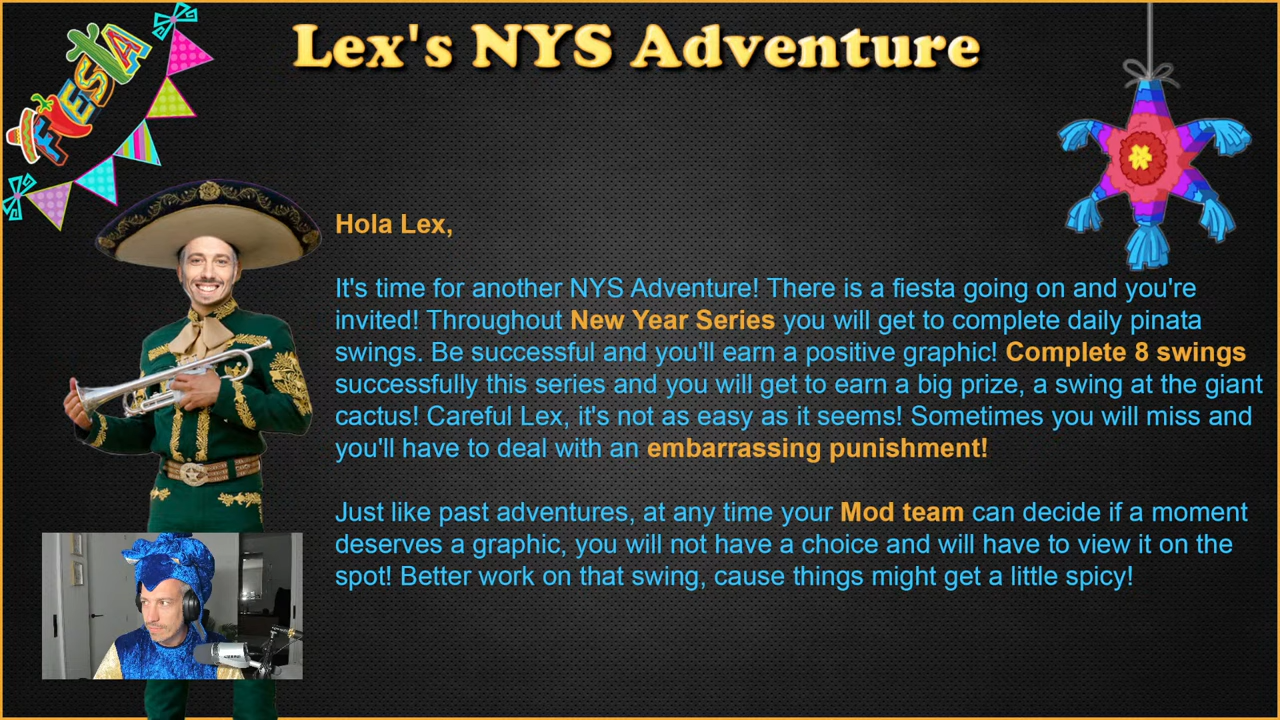 FIESTA
Lex's NYS Adventure
Hola Lex,
It's time for another NYS Adventure! There is a fiesta going on and you're
invited! Throughout New Year Series you will get to complete daily pinata
swings. Be successful and you'll earn a positive graphic! Complete 8 swings
successfully this series and you will get to earn a big prize, a swing at the giant
cactus! Careful Lex, it's not as easy as it seems! Sometimes you will miss and
you'll have to deal with an embarrassing punishment!
Just like past adventures, at any time your Mod team can decide if a moment
deserves a graphic, you will not have a choice and will have to view it on the
spot! Better work on that swing, cause things might get a little spicy!